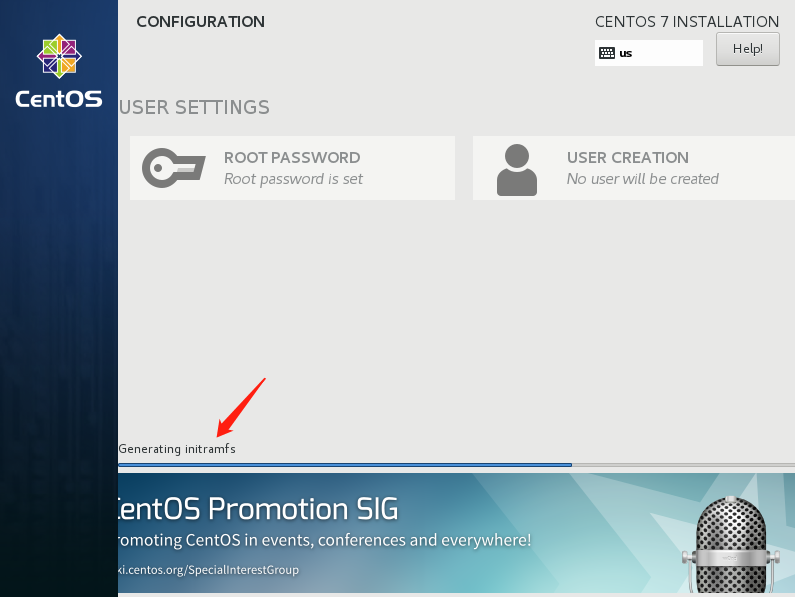 CONFIGURATION
CENTOS 7 INSTALLATION
us
Help!
CentOS
USER SETTINGS
ROOT PASSWORD
Root password is set
USER CREATION
No user will be created
Generating initramfs
entOS Promotion SIG
romoting CentOS in events, conferences and everywhere!
ki.centos.org/SpecialInterestGroup